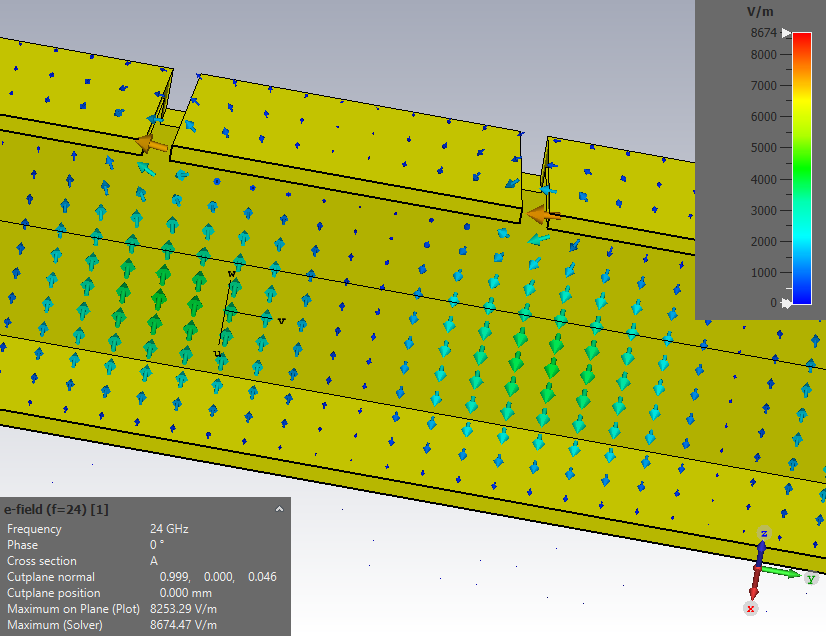 V/m
8674
8000
7000
6000
5000
4000
3000
2000
1000
0
w
v
u
e-field (f=24) [1]
Frequency 24 GHz
Phase 0 °
Cross section A
Cutplane normal 0.999, 0.000, 0.046
Cutplane position 0.000 mm
Maximum on Plane (Plot) 8253.29 V/m
Maximum (Solver) 8674.47 V/m
z
y
x